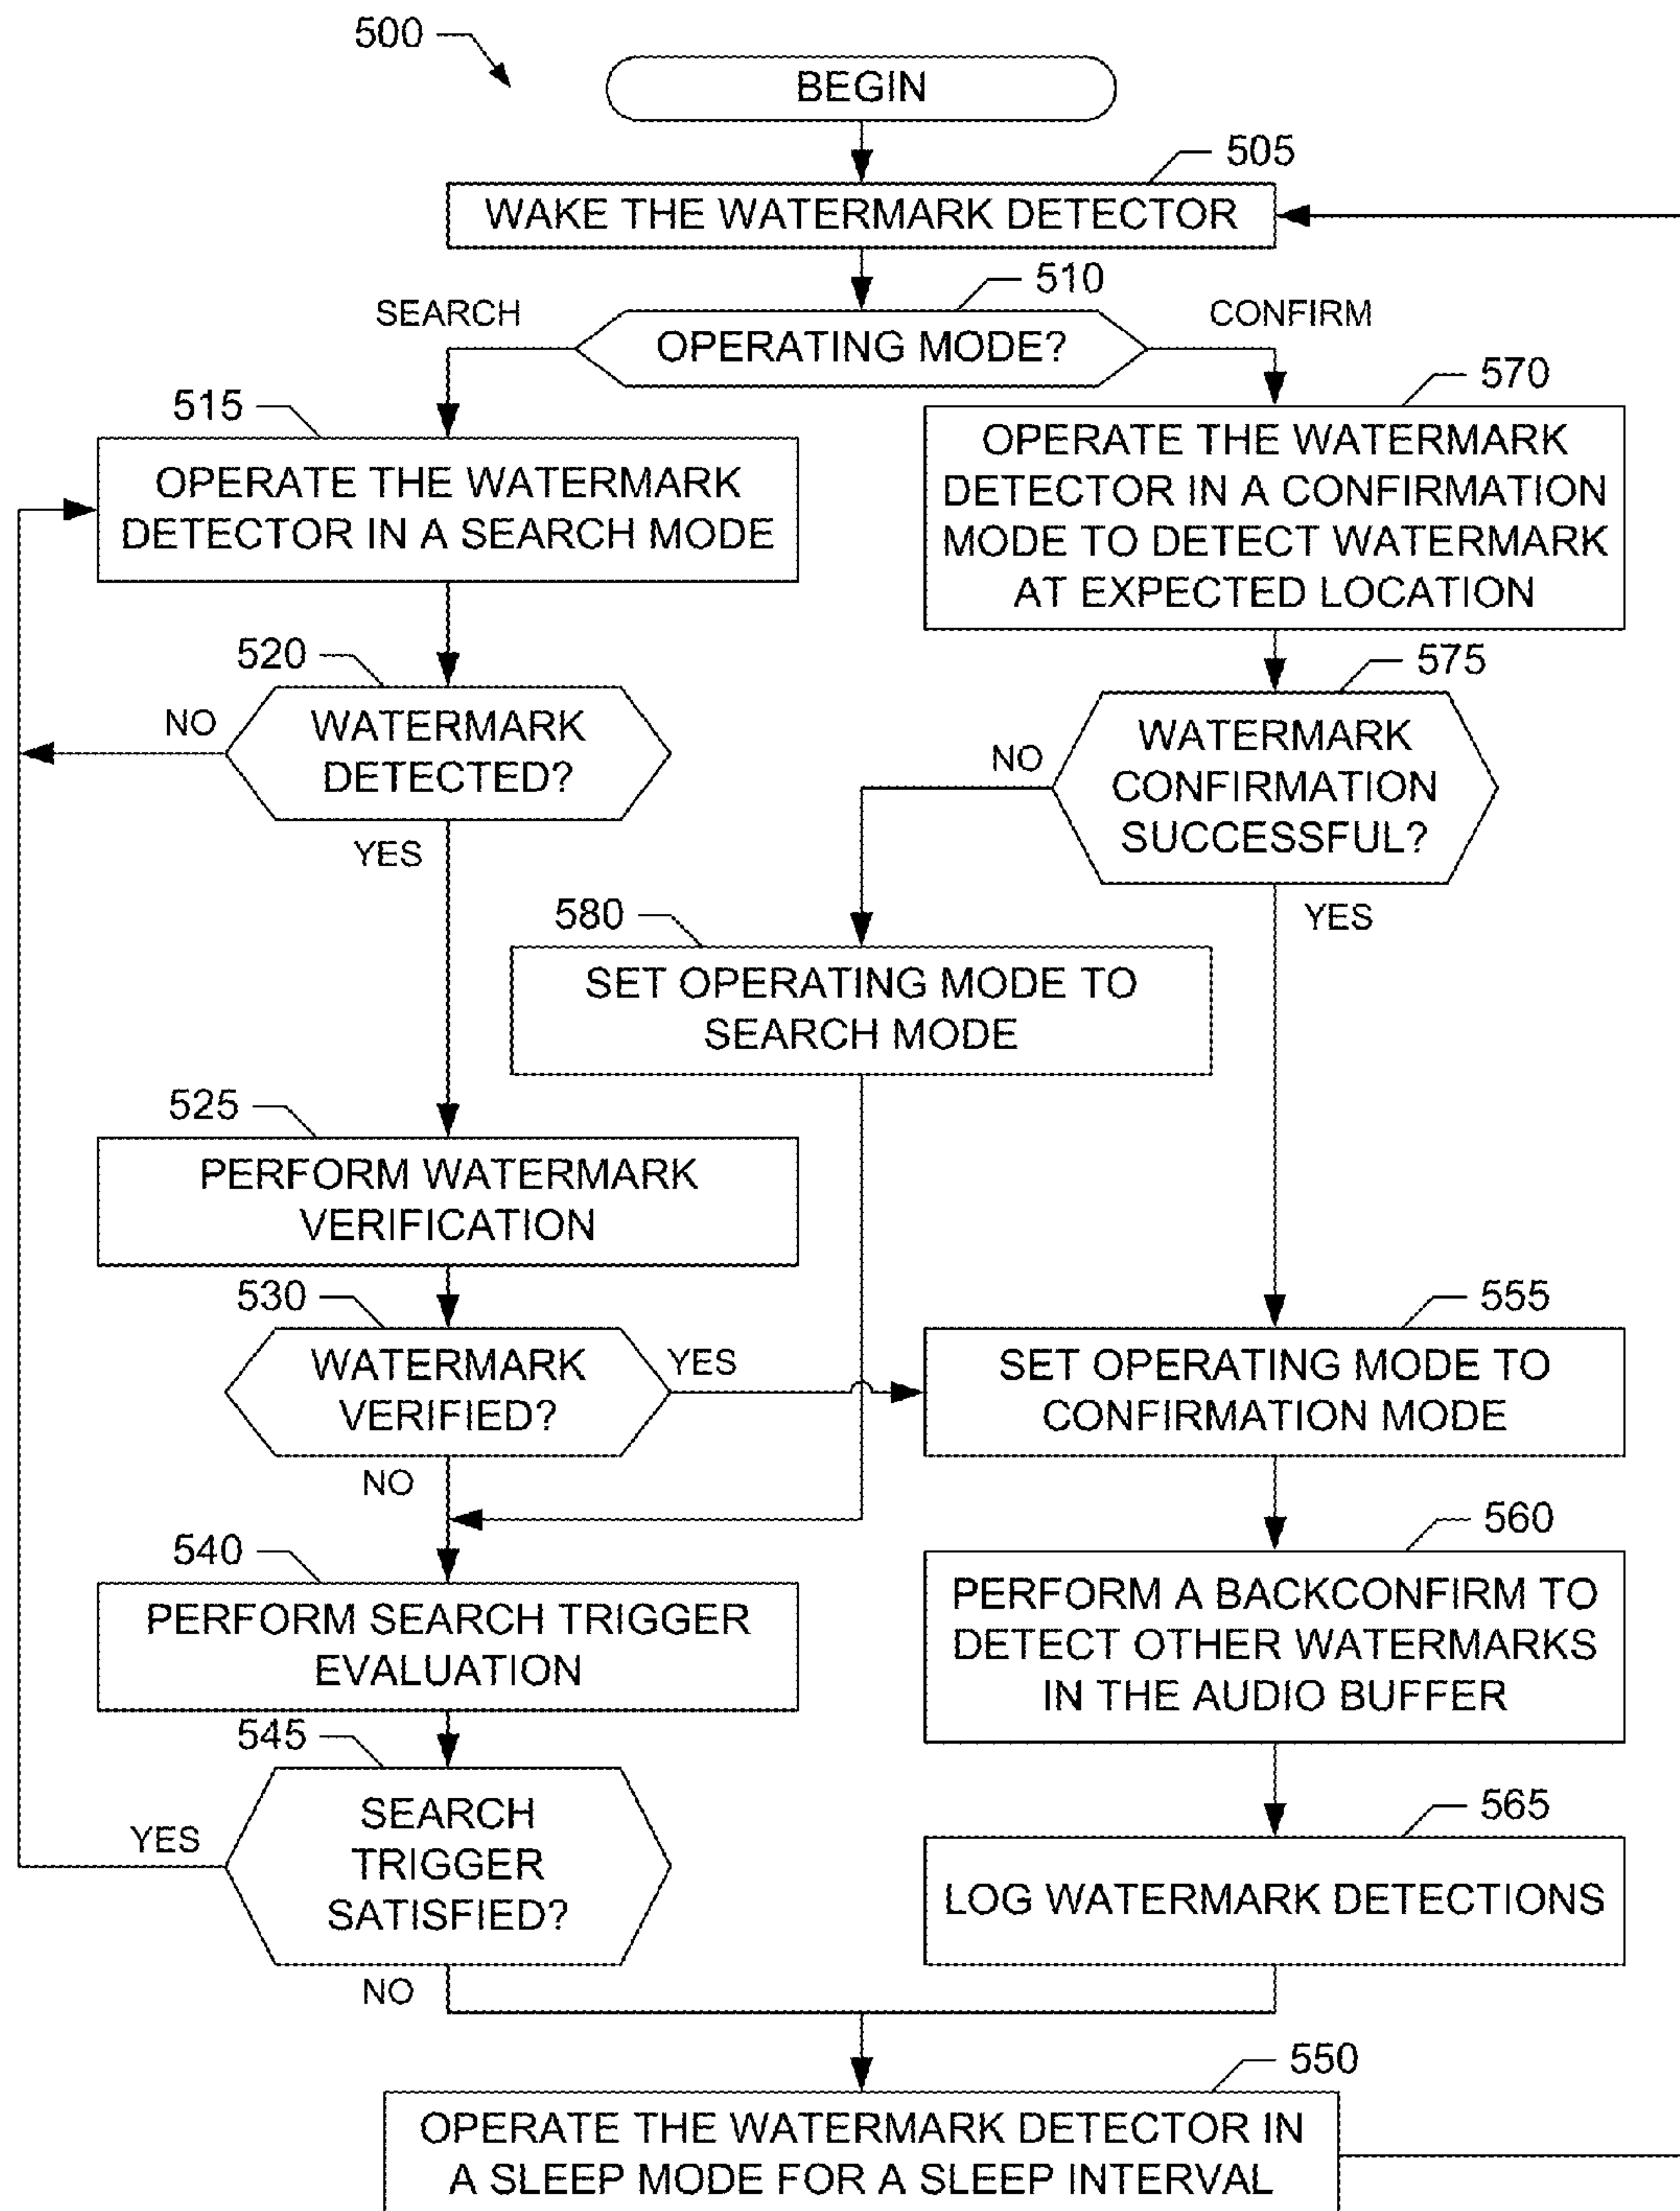 500
BEGIN
505
WAKE THE WATERMARK DETECTOR
510
SEARCH
OPERATING MODE?
CONFIRM
515
OPERATE THE WATERMARK
DETECTOR IN A SEARCH MODE
570
OPERATE THE WATERMARK
DETECTOR IN A CONFIRMATION
MODE TO DETECT WATERMARK
AT EXPECTED LOCATION
520
NO
WATERMARK
DETECTED?
YES
575
NO
WATERMARK
CONFIRMATION
SUCCESSFUL?
YES
580
SET OPERATING MODE TO
SEARCH MODE
525
PERFORM WATERMARK
VERIFICATION
530
WATERMARK
VERIFIED?
YES
NO
555
SET OPERATING MODE TO
CONFIRMATION MODE
540
PERFORM SEARCH TRIGGER
EVALUATION
560
PERFORM A BACKCONFIRM TO
DETECT OTHER WATERMARKS
IN THE AUDIO BUFFER
545
YES
SEARCH
TRIGGER
SATISFIED?
NO
565
LOG WATERMARK DETECTIONS
550
OPERATE THE WATERMARK DETECTOR IN
A SLEEP MODE FOR A SLEEP INTERVAL